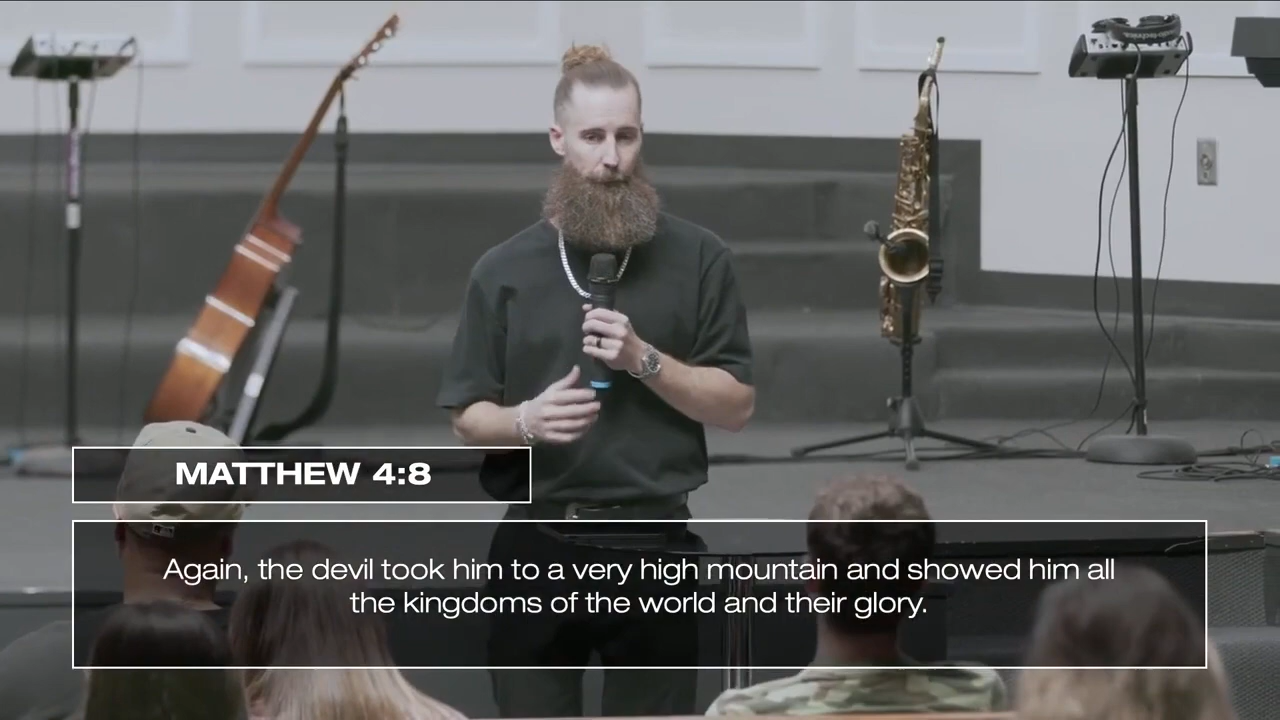 MATTHEW 4:8
Again, the devil took him to a very high mountain and showed him all
the kingdoms of the world and their glory.